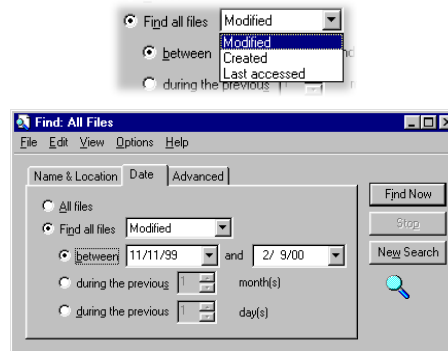 Find all files Modified
Modified
between
Created
Last accessed
during the previous 1
Find: All Files
File Edit View Options Help
Name & Location Date Advanced
Find Now
All files
Stop
Find all files Modified
between 11/11/99 and 2/ 9/00
New Search
during the previous 1 month(s)
during the previous 1 day(s)